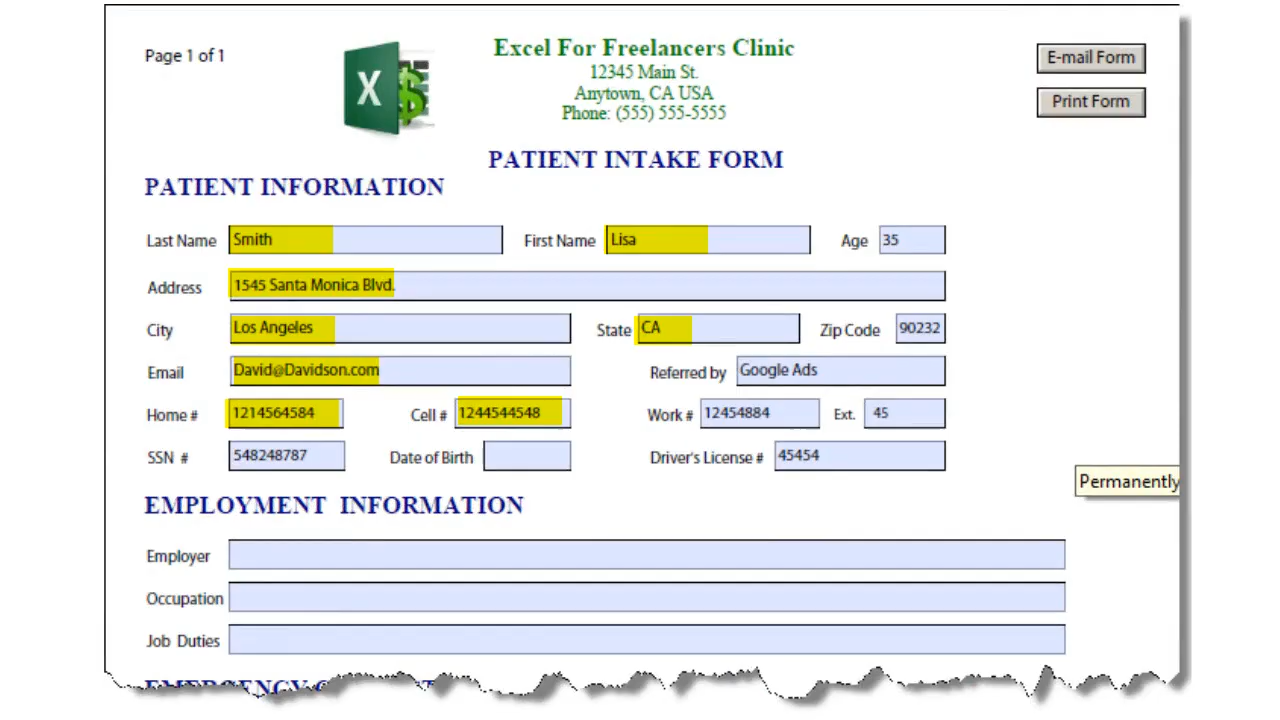 Page 1 of 1
Excel For Freelancers Clinic
12345 Main St.
Anytown, CA USA
Phone: (555) 555-5555
E-mail Form
Print Form
X $
PATIENT INTAKE FORM
PATIENT INFORMATION
Last Name Smith First Name Lisa Age 35
Address 1545 Santa Monica Blvd.
City Los Angeles State CA Zip Code 90232
Email David@Davidson.com Referred by Google Ads
Home # 1214564584 Cell # 1244544548 Work # 12454884 Ext. 45
SSN # 548248787 Date of Birth Driver's License # 45454
Permanently
EMPLOYMENT INFORMATION
Employer
Occupation
Job Duties
EMERGENCY